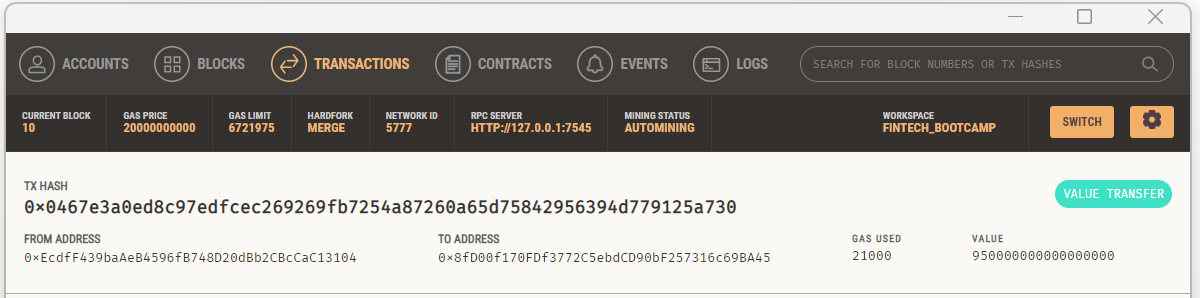 ACCOUNTS BLOCKS TRANSACTIONS CONTRACTS EVENTS LOGS SEARCH FOR BLOCK NUMBERS OR TX HASHES
CURRENT BLOCK GAS PRICE GAS LIMIT HARDFORK NETWORK ID RPC SERVER MINING STATUS WORKSPACE
10 20000000000 6721975 MERGE 5777 HTTP://127.0.0.1:7545 AUTOMINING FINTECH_BOOTCAMP SWITCH
TX HASH
0×0467e3a0ed8c97edfcec269269fb7254a87260a65d75842956394d779125a730 VALUE TRANSFER
FROM ADDRESS TO ADDRESS GAS USED VALUE
0×EcdfF439baAeB4596fB748D20dBb2CBcCaC13104 0×8fD00f170FDf3772C5ebdCD90bF257316c69BA45 21000 950000000000000000